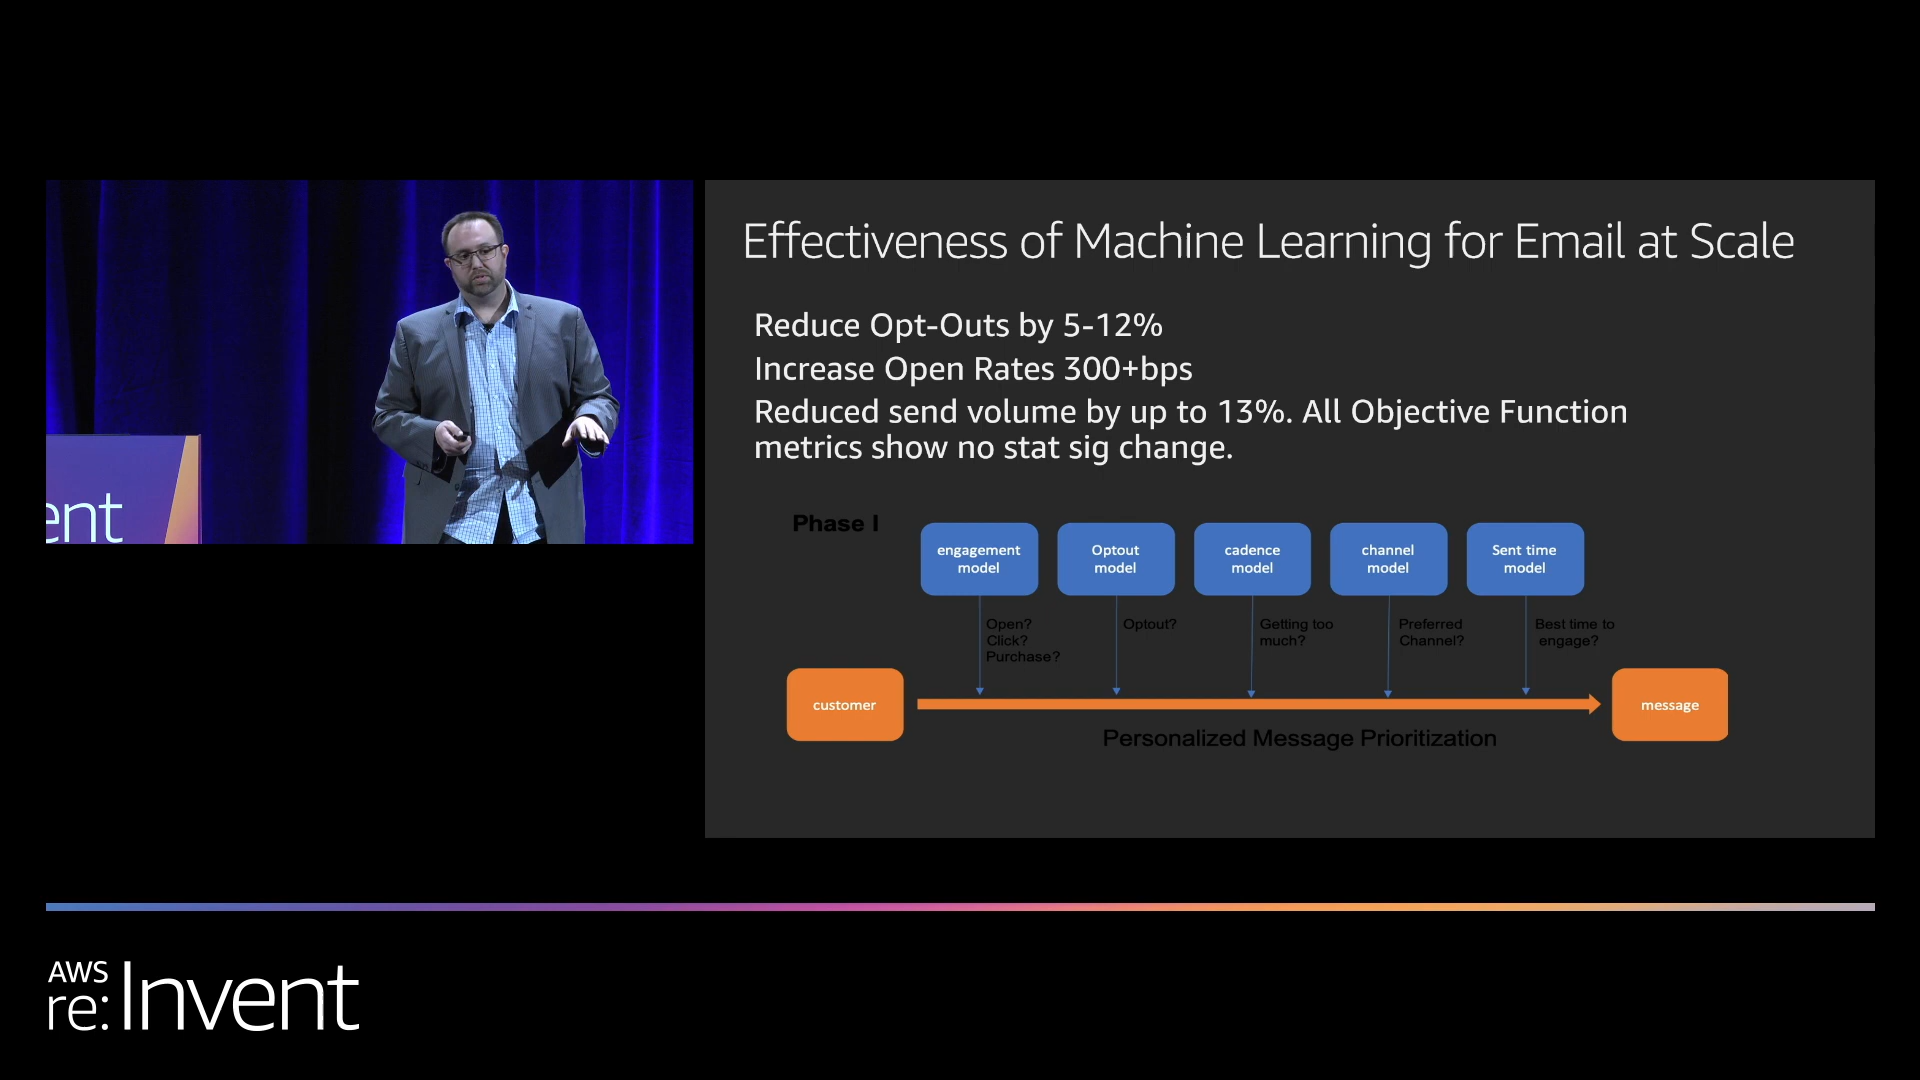 ent
Effectiveness of Machine Learning for Email at Scale
Reduce Opt-Outs by 5-12%
Increase Open Rates 300+bps
Reduced send volume by up to 13%. All Objective Function
metrics show no stat sig change.
Phase I
engagement
model
Optout
model
cadence
model
channel
model
Sent time
model
Open?
Click?
Purchase?
Optout?
Getting too
much?
Preferred
Channel?
Best time to
engage?
customer
message
Personalized Message Prioritization
AWS
re:Invent